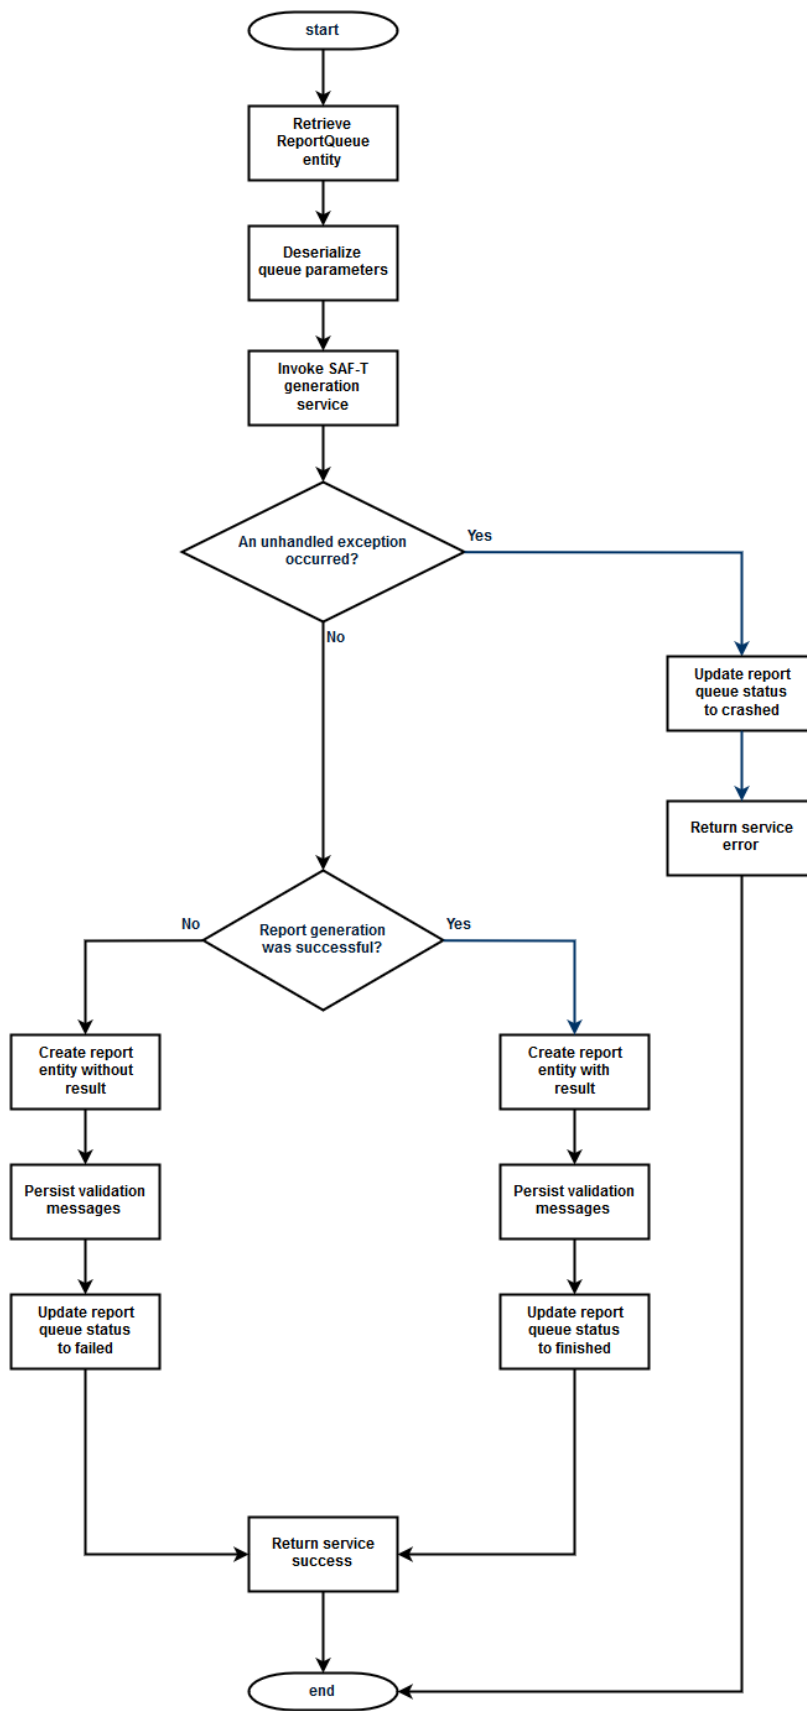 start
Retrieve
ReportQueue
entity
Deserialize
queue parameters
Invoke SAF-T
generation
service
An unhandled exception
occurred?
Yes
No
Update report
queue status
to crashed
Return service
error
No
Report generation
was successful?
Yes
Create report
entity without
result
Create report
entity with
result
Persist validation
messages
Persist validation
messages
Update report
queue status
to failed
Update report
queue status
to finished
Return service
success
end